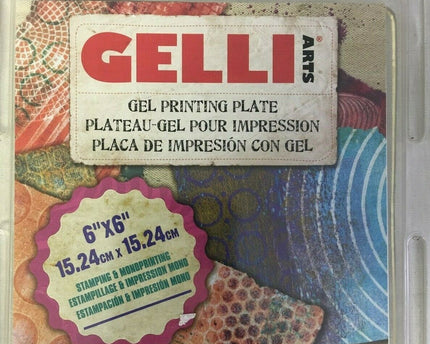 GELLI ARTS®
GEL PRINTING PLATE
PLATEAU-GEL POUR IMPRESSION
PLACA DE IMPRESIÓN CON GEL
6"X6"
15.24CM X 15.24CM
STAMPING & MONOPRINTING
ESTAMPILLAGE & IMPRESSION MONO
ESTAMPACIÓN & IMPRESIÓN MONO